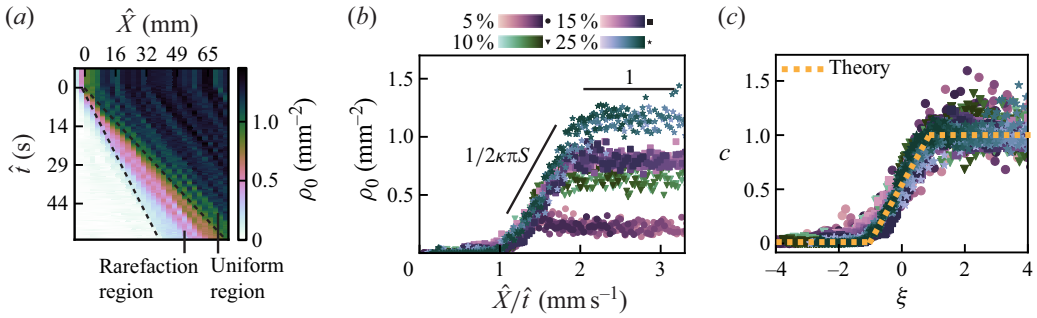 (a)
X̂ (mm)
0 16 32 49 65
0
14
29
44
t̂ (s)
1.0
0.5
0
ρ0 (mm−2)
Rarefaction region
Uniform region
(b)
5 % 15 %
10 % 25 %
1.5
1.0
0.5
ρ0 (mm−2)
1
1/2κπS
0 1 2 3
X̂/t̂ (mm s−1)
(c)
Theory
1.5
1.0
0.5
0
c
−4 −2 0 2 4
ξ